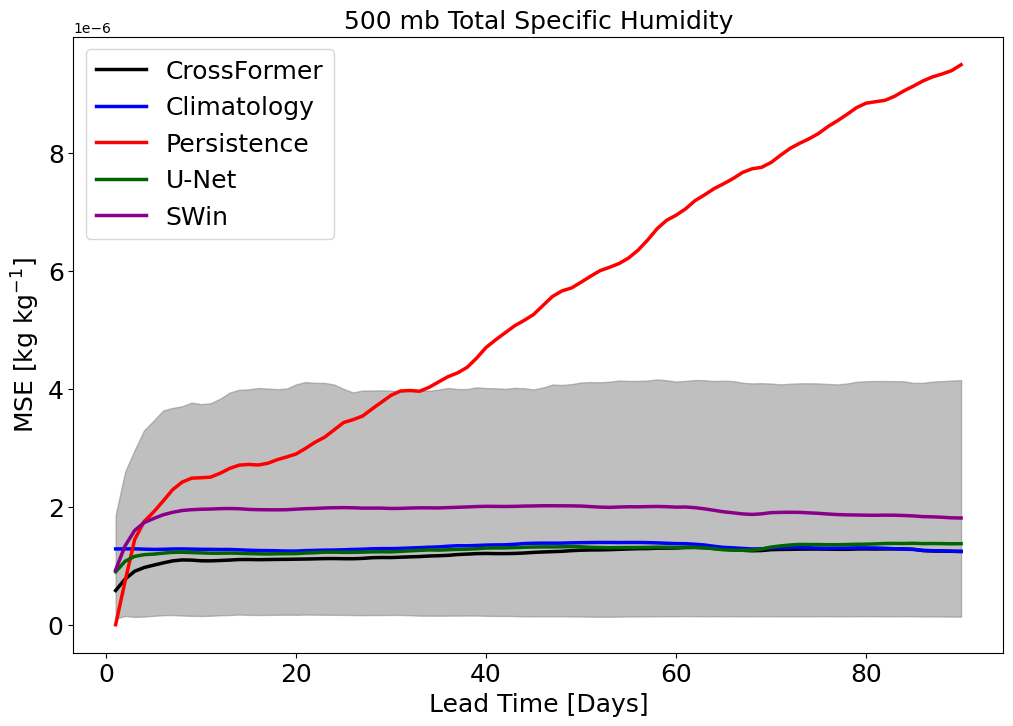 500 mb Total Specific Humidity
1e−6
CrossFormer
Climatology
Persistence
U-Net
SWin
8
6
4
2
0
MSE [kg kg⁻¹]
0 20 40 60 80
Lead Time [Days]